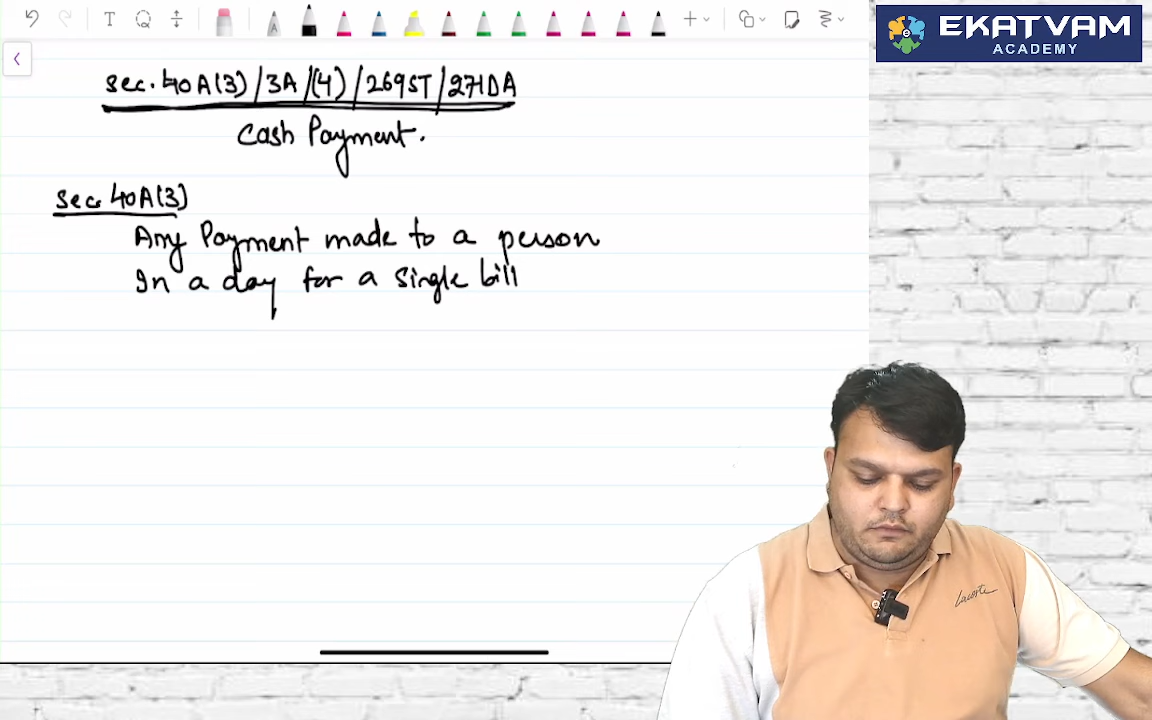 EKATVAM
ACADEMY
sec. 40A(3)/3A/(4)/269ST/271DA
Cash Payment.
sec 40A(3)
Any Payment made to a person
In a day for a single bill
Lacoste